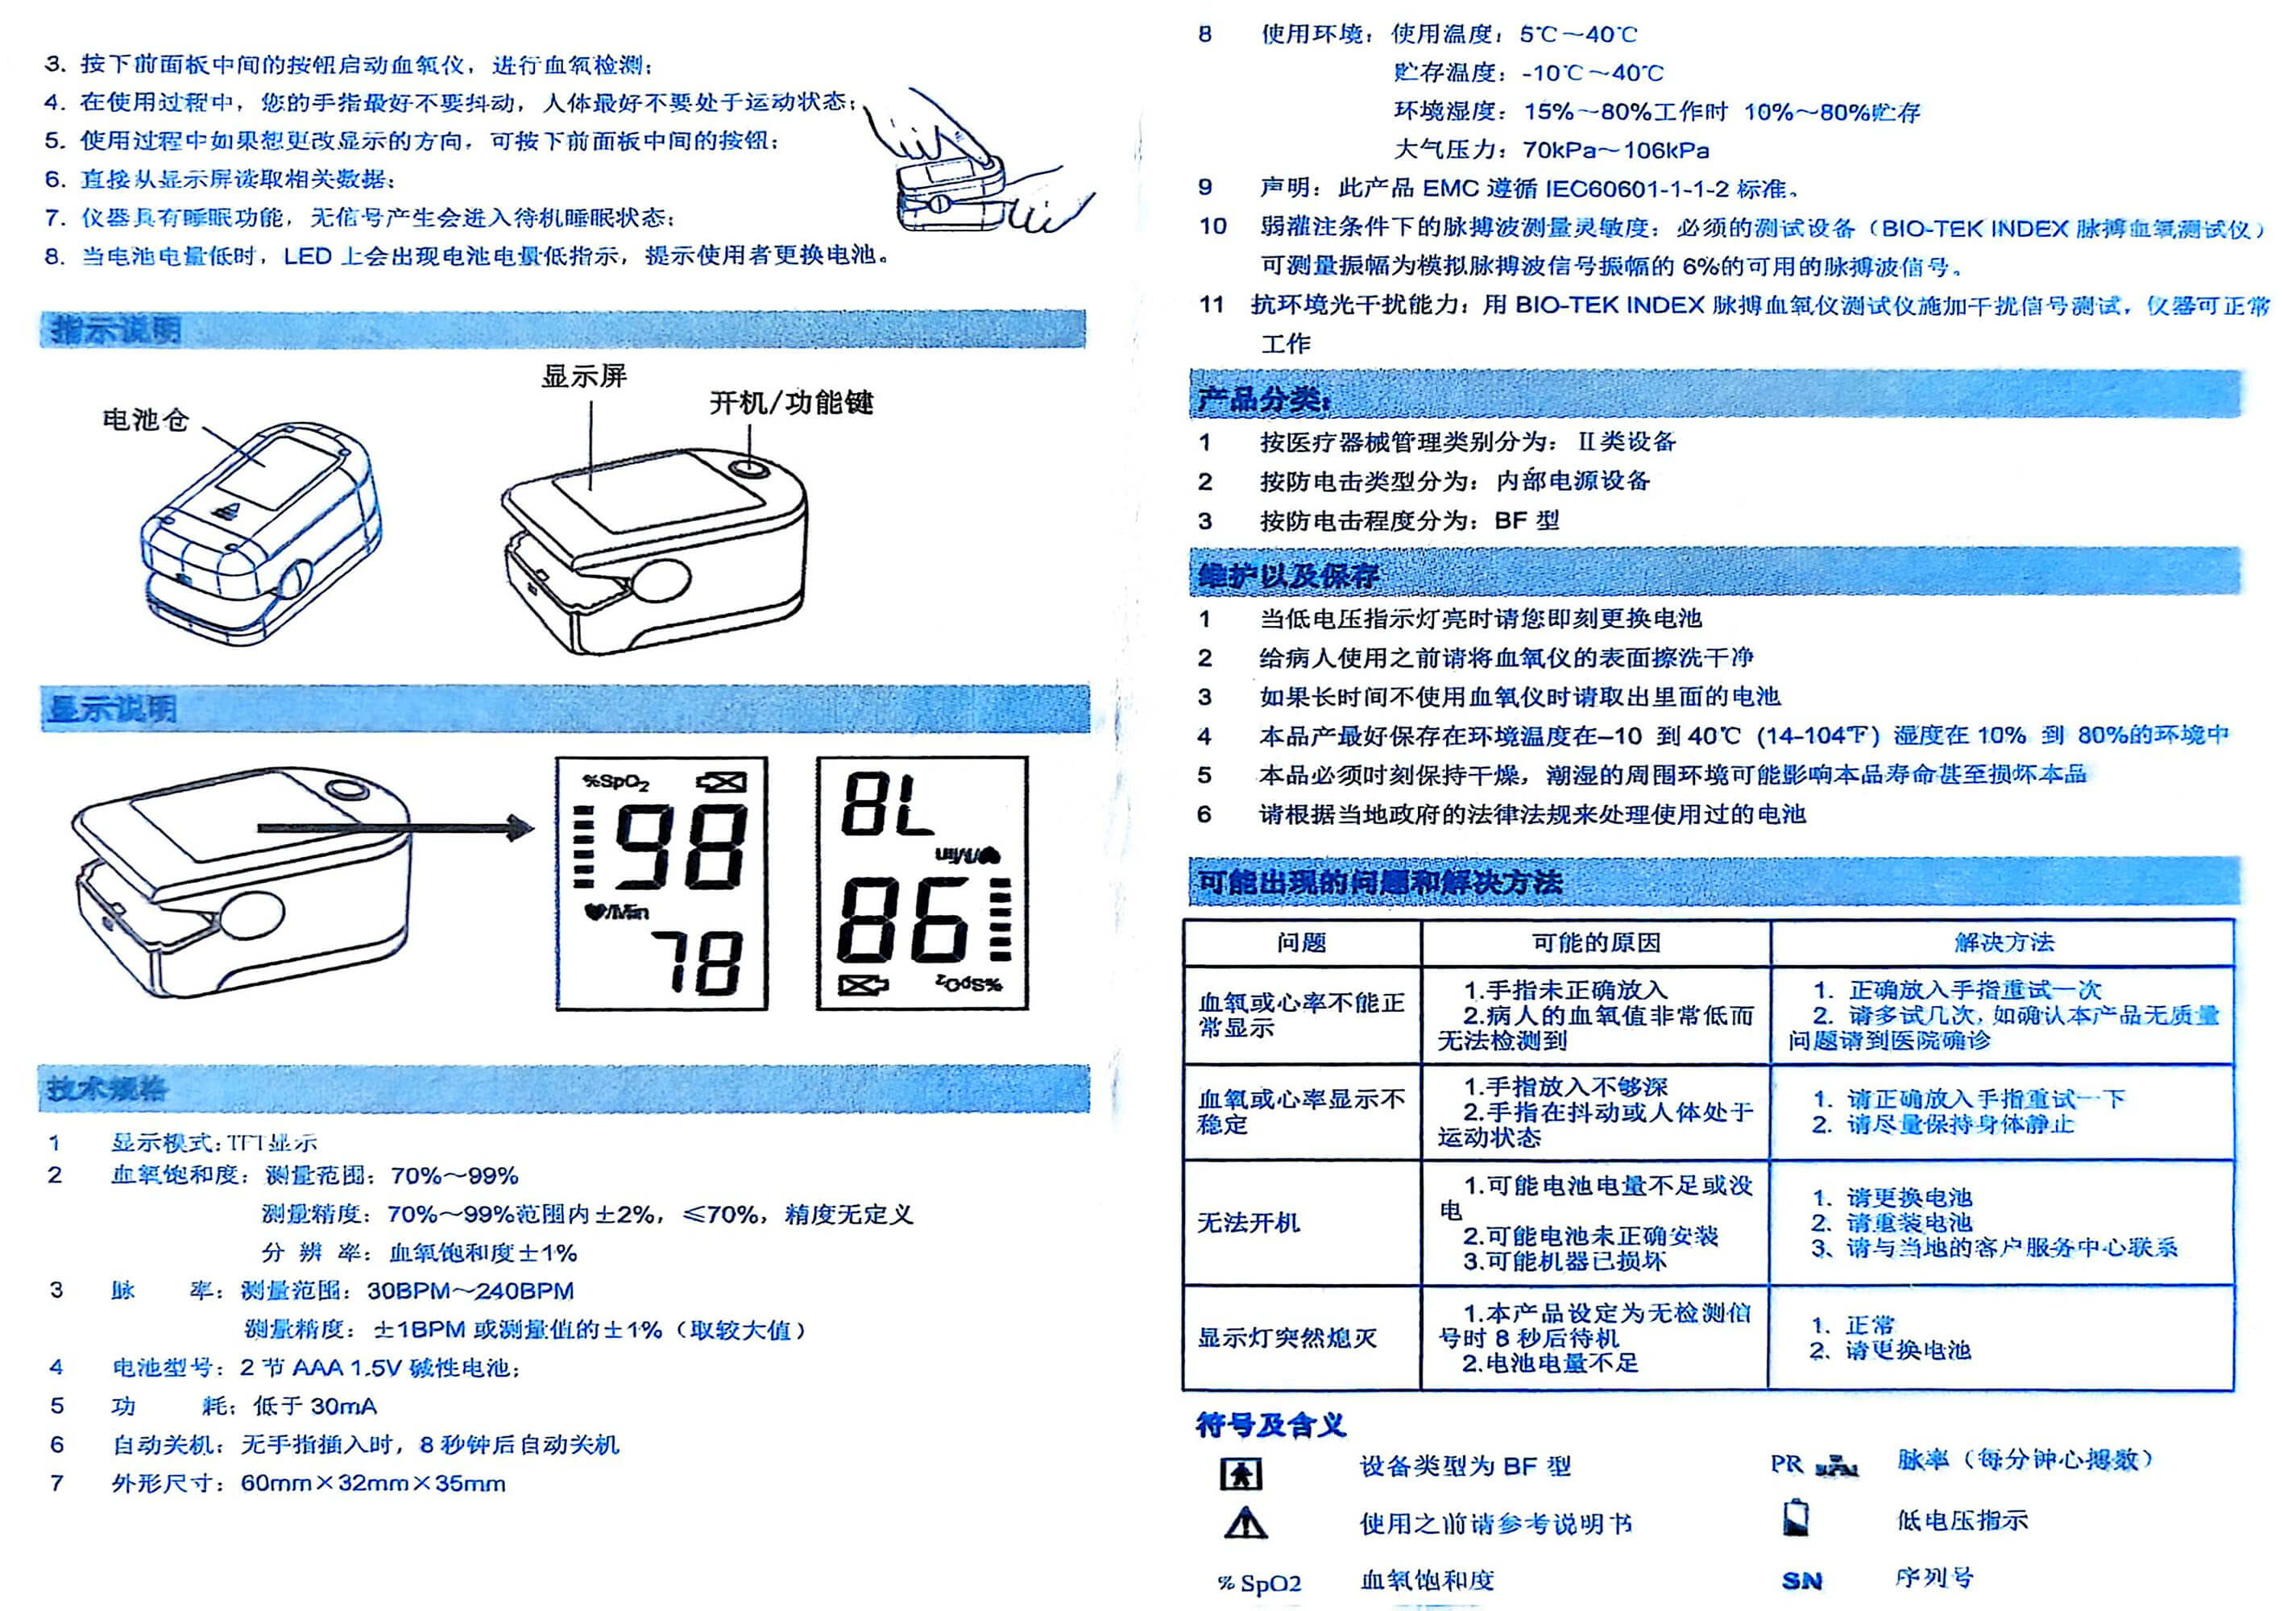 3. 按下前面板中间的按钮启动血氧仪，进行血氧检测；
4. 在使用过程中，您的手指最好不要抖动，人体最好不要处于运动状态；
5. 使用过程中如果想更改显示的方向，可按下前面板中间的按钮；
6. 直接从显示屏读取相关数据；
7. 仪器具有睡眠功能，无信号产生会进入待机睡眠状态；
8. 当电池电量低时，LED 上会出现电池电量低指示，提示使用者更换电池。
指示说明
电池仓
显示屏
开机/功能键
显示说明
%SpO2
98
♥/Min
78
78
♥/Min
98
%SpO2
技术规格
1 显示模式：TFT显示
2 血氧饱和度：测量范围：70%～99%
测量精度：70%～99%范围内±2%，≤70%，精度无定义
分 辨 率：血氧饱和度±1%
3 脉 率：测量范围：30BPM～240BPM
测量精度：±1BPM 或测量值的±1%（取较大值）
4 电池型号：2 节 AAA 1.5V 碱性电池；
5 功 耗：低于 30mA
6 自动关机：无手指插入时，8 秒钟后自动关机
7 外形尺寸：60mm×32mm×35mm
8 使用环境：使用温度：5℃～40℃
贮存温度：-10℃～40℃
环境湿度：15%～80%工作时 10%～80%贮存
大气压力：70kPa～106kPa
9 声明：此产品 EMC 遵循 IEC60601-1-1-2 标准。
10 弱灌注条件下的脉搏波测量灵敏度：必须的测试设备（BIO-TEK INDEX 脉搏血氧测试仪）
可测量振幅为模拟脉搏波信号振幅的 6%的可用的脉搏波信号。
11 抗环境光干扰能力：用 BIO-TEK INDEX 脉搏血氧仪测试仪施加干扰信号测试，仪器可正常
工作
产品分类：
1 按医疗器械管理类别分为：Ⅱ类设备
2 按防电击类型分为：内部电源设备
3 按防电击程度分为：BF 型
维护以及保存
1 当低电压指示灯亮时请您即刻更换电池
2 给病人使用之前请将血氧仪的表面擦洗干净
3 如果长时间不使用血氧仪时请取出里面的电池
4 本品产最好保存在环境温度在–10 到 40℃ (14-104℉) 湿度在 10% 到 80%的环境中
5 本品必须时刻保持干燥，潮湿的周围环境可能影响本品寿命甚至损坏本品
6 请根据当地政府的法律法规来处理使用过的电池
可能出现的问题和解决方法
问题 可能的原因 解决方法
血氧或心率不能正
常显示
1.手指未正确放入
2.病人的血氧值非常低而
无法检测到
1. 正确放入手指重试一次
2. 请多试几次，如确认本产品无质量
问题请到医院确诊
血氧或心率显示不
稳定
1.手指放入不够深
2.手指在抖动或人体处于
运动状态
1. 请正确放入手指重试一下
2. 请尽量保持身体静止
无法开机
1.可能电池电量不足或没
电
2.可能电池未正确安装
3.可能机器已损坏
1. 请更换电池
2. 请重装电池
3、请与当地的客户服务中心联系
显示灯突然熄灭
1.本产品设定为无检测信
号时 8 秒后待机
2.电池电量不足
1. 正常
2. 请更换电池
符号及含义
设备类型为 BF 型
PR 脉率（每分钟心搏数）
使用之前请参考说明书
低电压指示
% SpO2 血氧饱和度
SN 序列号